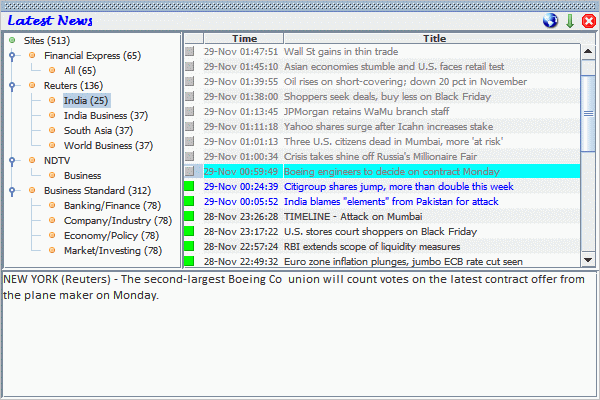 Latest News
Sites (513)
Financial Express (65)
All (65)
Reuters (136)
India (25)
India Business (37)
South Asia (37)
World Business (37)
NDTV
Business
Business Standard (312)
Banking/Finance (78)
Company/Industry (78)
Economy/Policy (78)
Market/Investing (78)
Time Title
29-Nov 01:47:51 Wall St gains in thin trade
29-Nov 01:45:10 Asian economies stumble and U.S. faces retail test
29-Nov 01:39:55 Oil rises on short-covering; down 20 pct in November
29-Nov 01:38:00 Shoppers seek deals, buy less on Black Friday
29-Nov 01:13:45 JPMorgan retains WaMu branch staff
29-Nov 01:11:18 Yahoo shares surge after Icahn increases stake
29-Nov 01:01:13 Three U.S. citizens dead in Mumbai, more 'at risk'
29-Nov 01:00:34 Crisis takes shine off Russia's Millionaire Fair
29-Nov 00:59:49 Boeing engineers to decide on contract Monday
29-Nov 00:24:39 Citigroup shares jump, more than double this week
29-Nov 00:05:52 India blames "elements" from Pakistan for attack
28-Nov 23:26:28 TIMELINE - Attack on Mumbai
28-Nov 23:17:22 U.S. stores court shoppers on Black Friday
28-Nov 22:57:24 RBI extends scope of liquidity measures
28-Nov 22:49:32 Euro zone inflation plunges, jumbo ECB rate cut seen
NEW YORK (Reuters) - The second-largest Boeing Co union will count votes on the latest contract offer from
the plane maker on Monday.